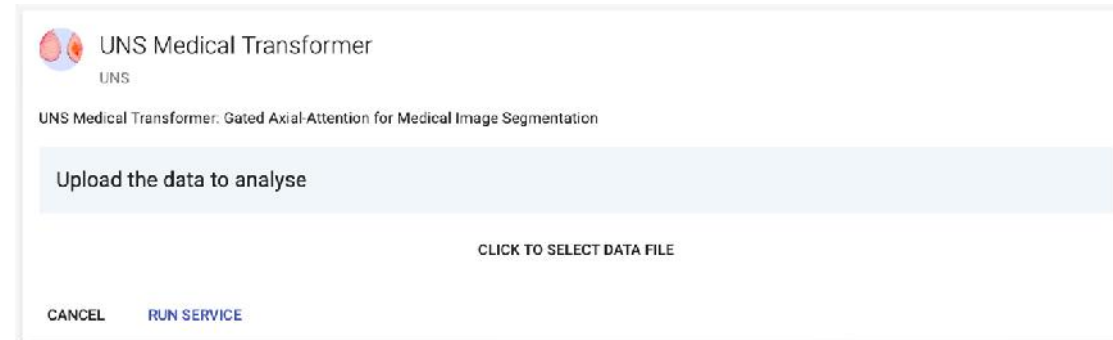 UNS Medical Transformer
UNS
UNS Medical Transformer: Gated Axial-Attention for Medical Image Segmentation
Upload the data to analyse
CLICK TO SELECT DATA FILE
CANCEL RUN SERVICE